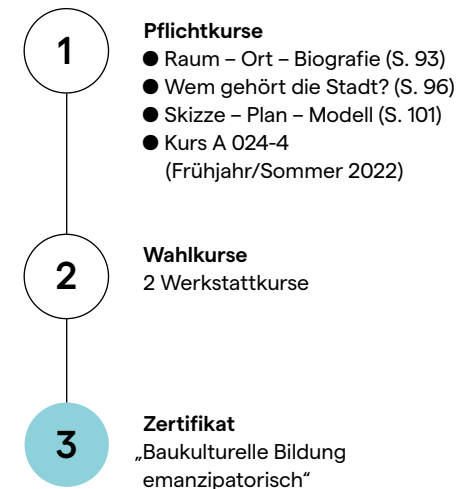 1
Pflichtkurse
● Raum – Ort – Biografie (S. 93)
● Wem gehört die Stadt? (S. 96)
● Skizze – Plan – Modell (S. 101)
● Kurs A 024-4
(Frühjahr/Sommer 2022)
2
Wahlkurse
2 Werkstattkurse
3
Zertifikat
„Baukulturelle Bildung
emanzipatorisch“